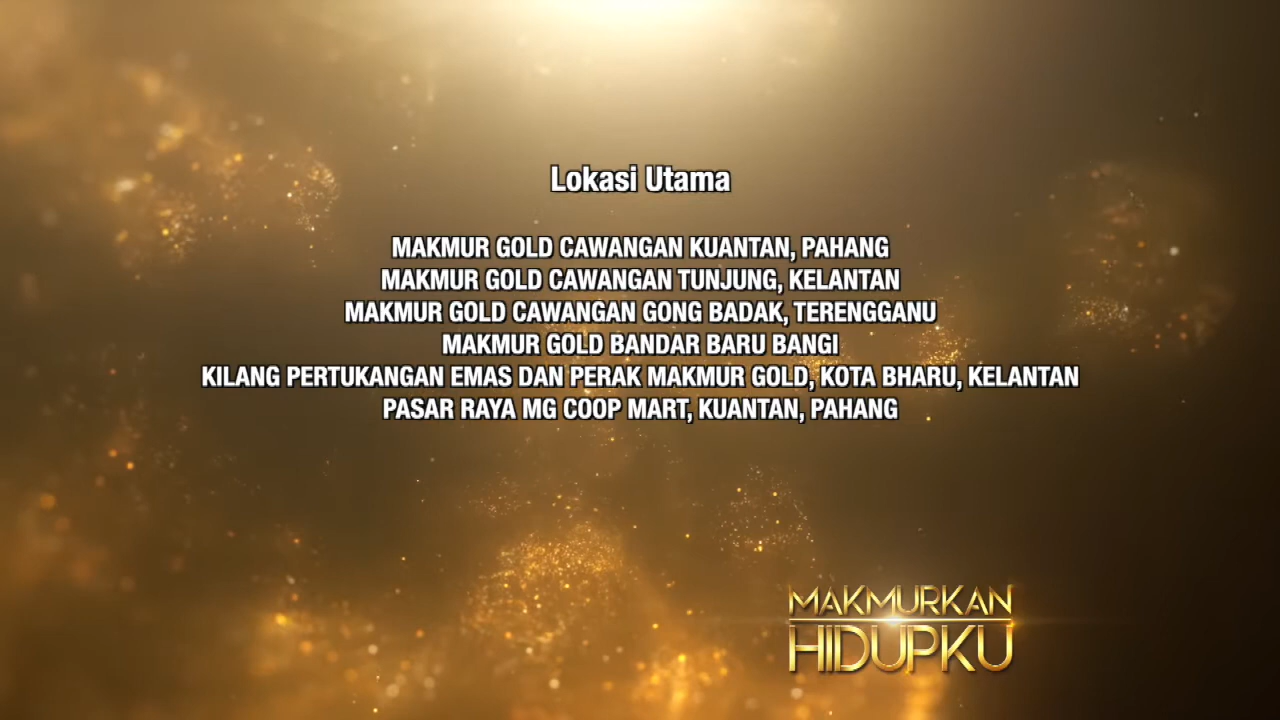 Lokasi Utama
MAKMUR GOLD CAWANGAN KUANTAN, PAHANG
MAKMUR GOLD CAWANGAN TUNJUNG, KELANTAN
MAKMUR GOLD CAWANGAN GONG BADAK, TERENGGANU
MAKMUR GOLD BANDAR BARU BANGI
KILANG PERTUKANGAN EMAS DAN PERAK MAKMUR GOLD, KOTA BHARU, KELANTAN
PASAR RAYA MG COOP MART, KUANTAN, PAHANG
MAKMURKAN
HIDUPKU